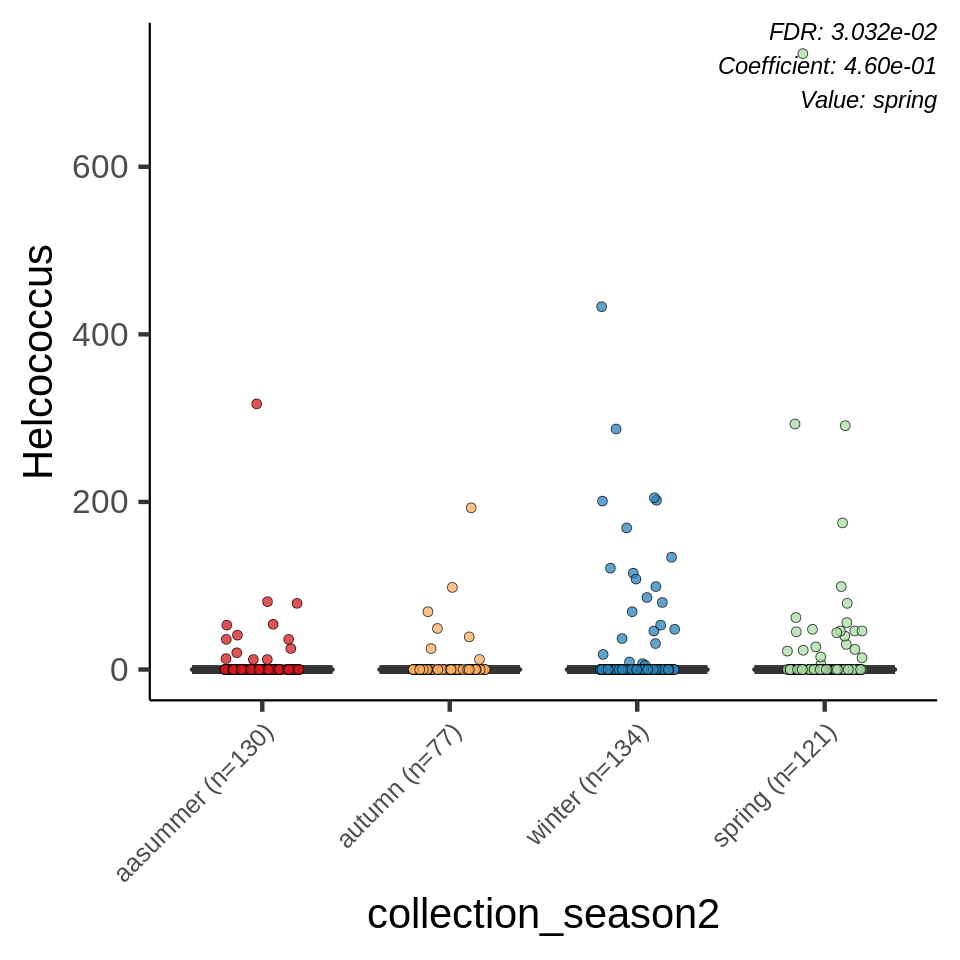 FDR: 3.032e-02
Coefficient: 4.60e-01
Value: spring
600
400
200
0
Helcococcus
aasummer (n=130)
autumn (n=77)
winter (n=134)
spring (n=121)
collection_season2